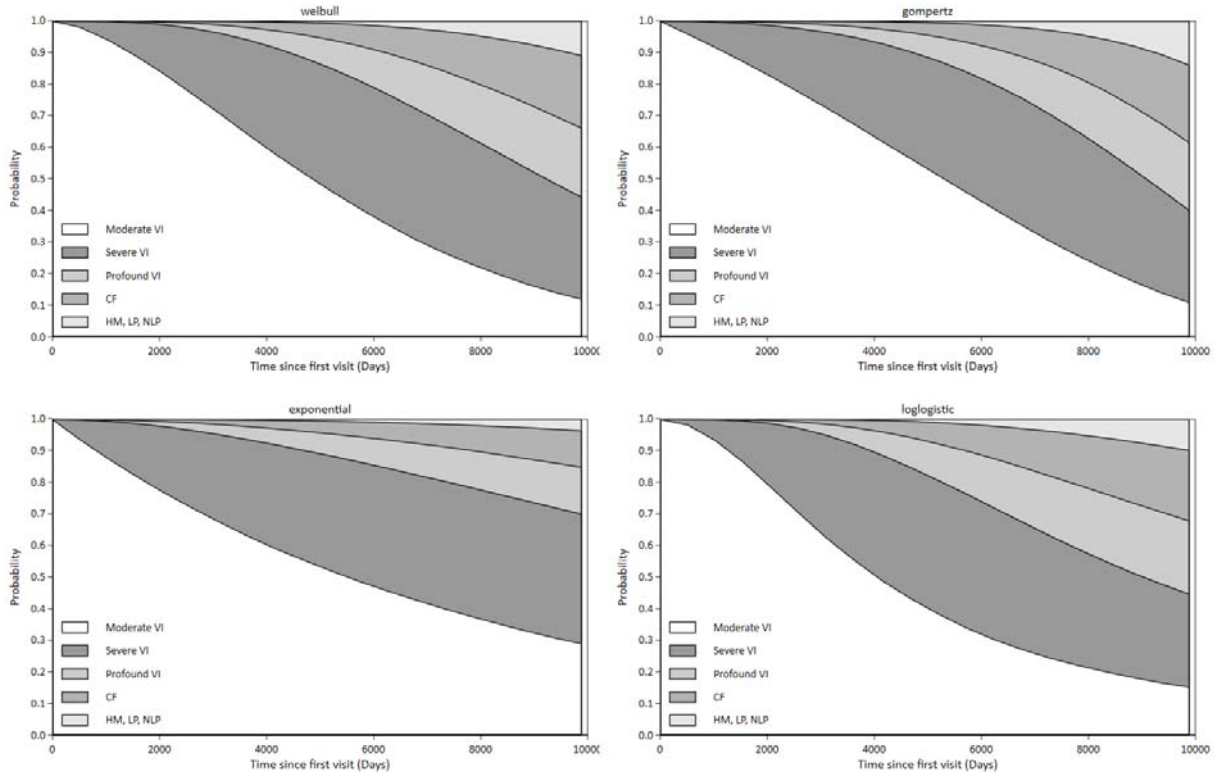 weibull
1.0
0.9
0.8
0.7
0.6
0.5
0.4
0.3
0.2
0.1
0.0
Probability
Moderate VI
Severe VI
Profound VI
CF
HM, LP, NLP
0 2000 4000 6000 8000 10000
Time since first visit (Days)
gompertz
1.0
0.9
0.8
0.7
0.6
0.5
0.4
0.3
0.2
0.1
0.0
Probability
Moderate VI
Severe VI
Profound VI
CF
HM, LP, NLP
0 2000 4000 6000 8000 10000
Time since first visit (Days)
exponential
1.0
0.9
0.8
0.7
0.6
0.5
0.4
0.3
0.2
0.1
0.0
Probability
Moderate VI
Severe VI
Profound VI
CF
HM, LP, NLP
0 2000 4000 6000 8000 10000
Time since first visit (Days)
loglogistic
1.0
0.9
0.8
0.7
0.6
0.5
0.4
0.3
0.2
0.1
0.0
Probability
Moderate VI
Severe VI
Profound VI
CF
HM, LP, NLP
0 2000 4000 6000 8000 10000
Time since first visit (Days)